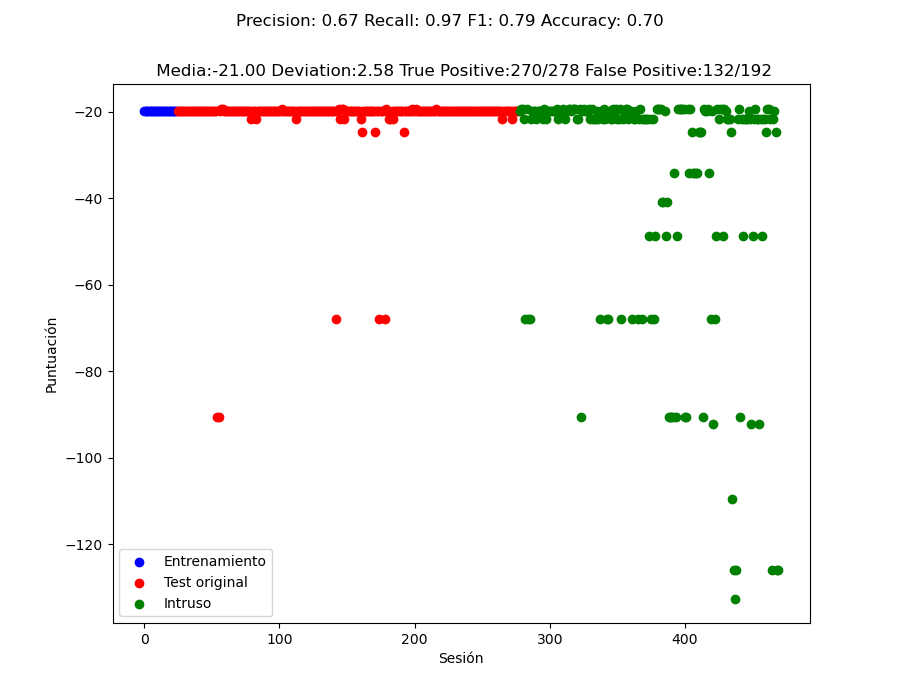 Precision: 0.67 Recall: 0.97 F1: 0.79 Accuracy: 0.70
Media:-21.00 Deviation:2.58 True Positive:270/278 False Positive:132/192
−20
−40
−60
−80
−100
−120
Puntuación
Entrenamiento
Test original
Intruso
0
100
200
300
400
Sesión